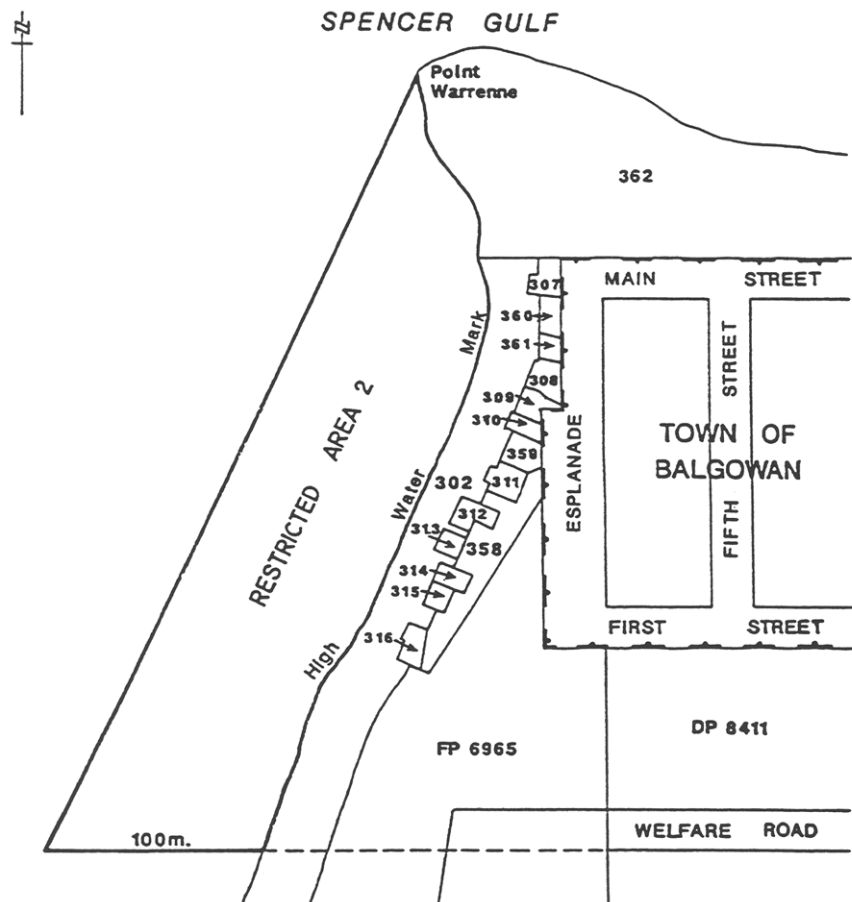 SPENCER GULF
Point
Warrenne
362
307
MAIN STREET
360
Mark
361
308
309
310
STREET
TOWN OF
BALGOWAN
359
RESTRICTED AREA 2
302
311
ESPLANADE
Water
312
313
358
FIFTH
314
315
316
FIRST STREET
High
FP 6965
DP 8411
100m.
WELFARE ROAD